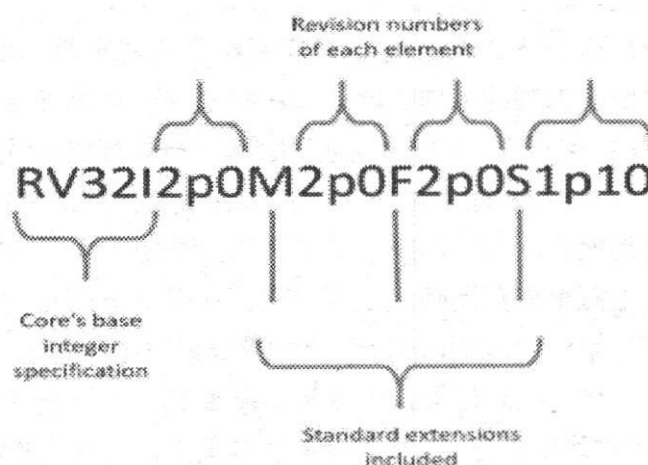 Revision numbers
of each element
RV32I2p0M2p0F2p0S1p10
Core's base
integer
specification
Standard extensions
included